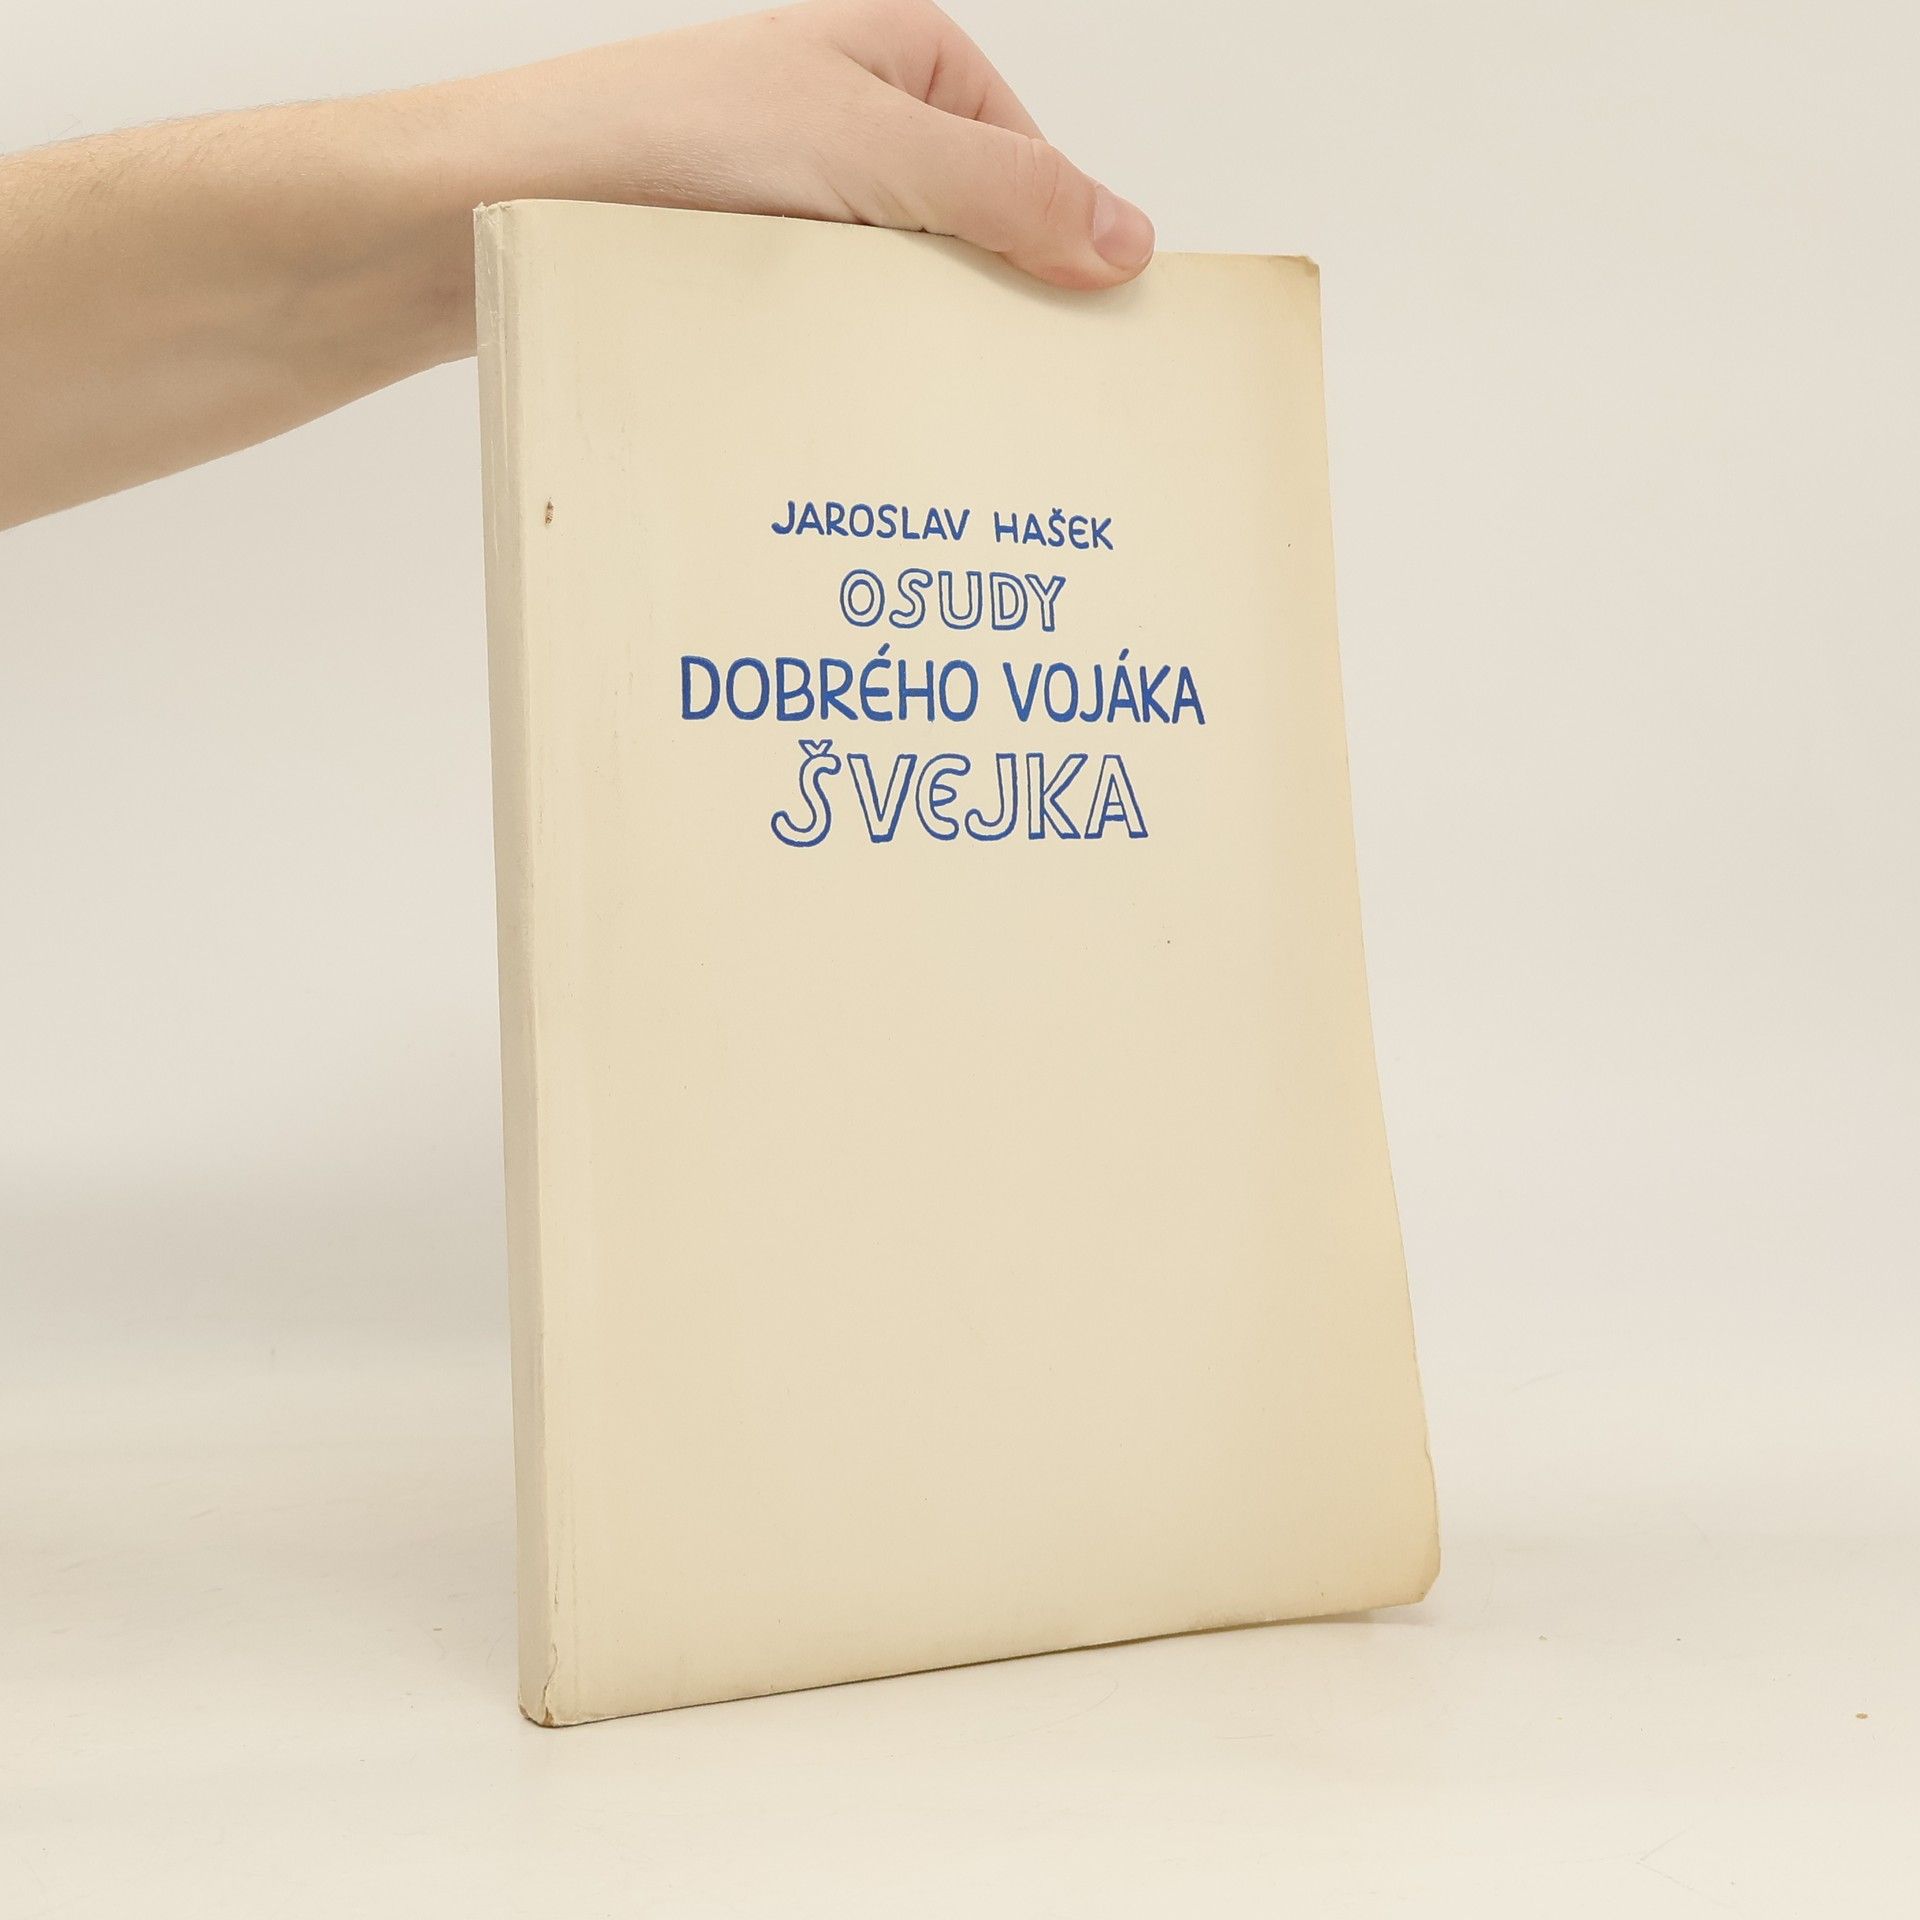 JAROSLAV HAŠEK
OSUDY
DOBRÉHO VOJÁKA
ŠVEJKA